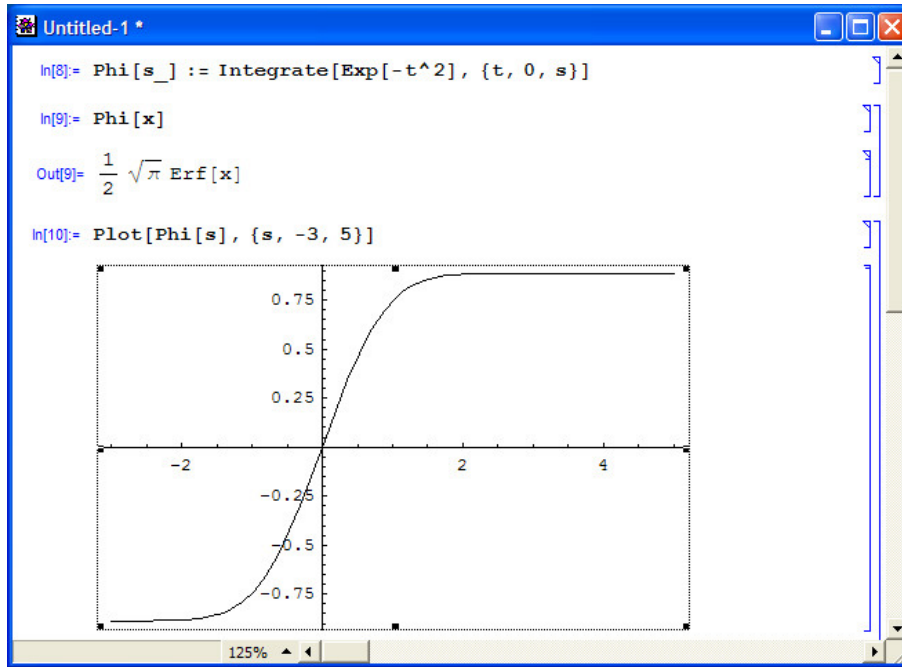 Untitled-1 *
In[8]:= Phi[s_] := Integrate[Exp[-t^2], {t, 0, s}]
In[9]:= Phi[x]
Out[9]= 1/2 √π Erf[x]
In[10]:= Plot[Phi[s], {s, -3, 5}]
0.75
0.5
0.25
-2 2 4
-0.25
-0.5
-0.75
125%